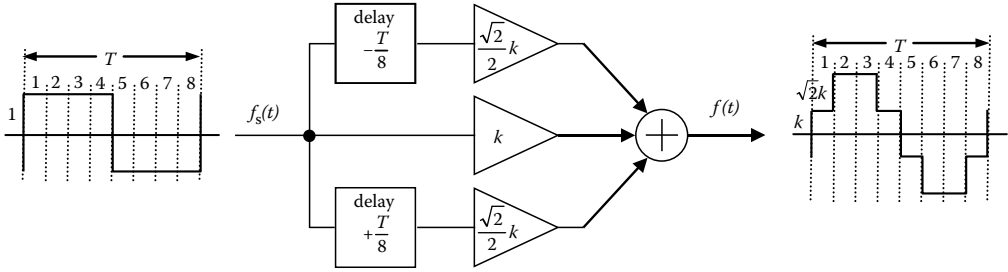 T
1 2 3 4 5 6 7 8
1
f_s(t)
delay
−T/8
√2/2 k
k
delay
+T/8
√2/2 k
+
f(t)
T
1 2 3 4 5 6 7 8
√2k
k